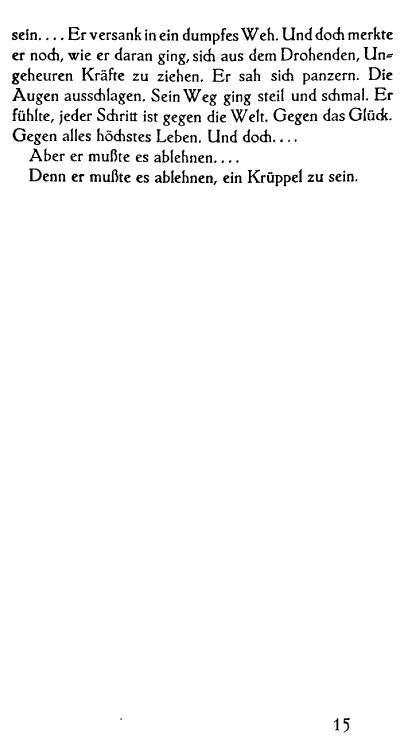 sein.... Er versank in ein dumpfes Weh. Und doch merkte
er noch, wie er daran ging, sich aus dem Drohenden, Un-
geheuren Kräfte zu ziehen. Er sah sich panzern. Die
Augen ausschlagen. Sein Weg ging steil und schmal. Er
fühlte, jeder Schritt ist gegen die Welt. Gegen das Glück.
Gegen alles höchstes Leben. Und doch....
Aber er mußte es ablehnen....
Denn er mußte es ablehnen, ein Krüppel zu sein.
15